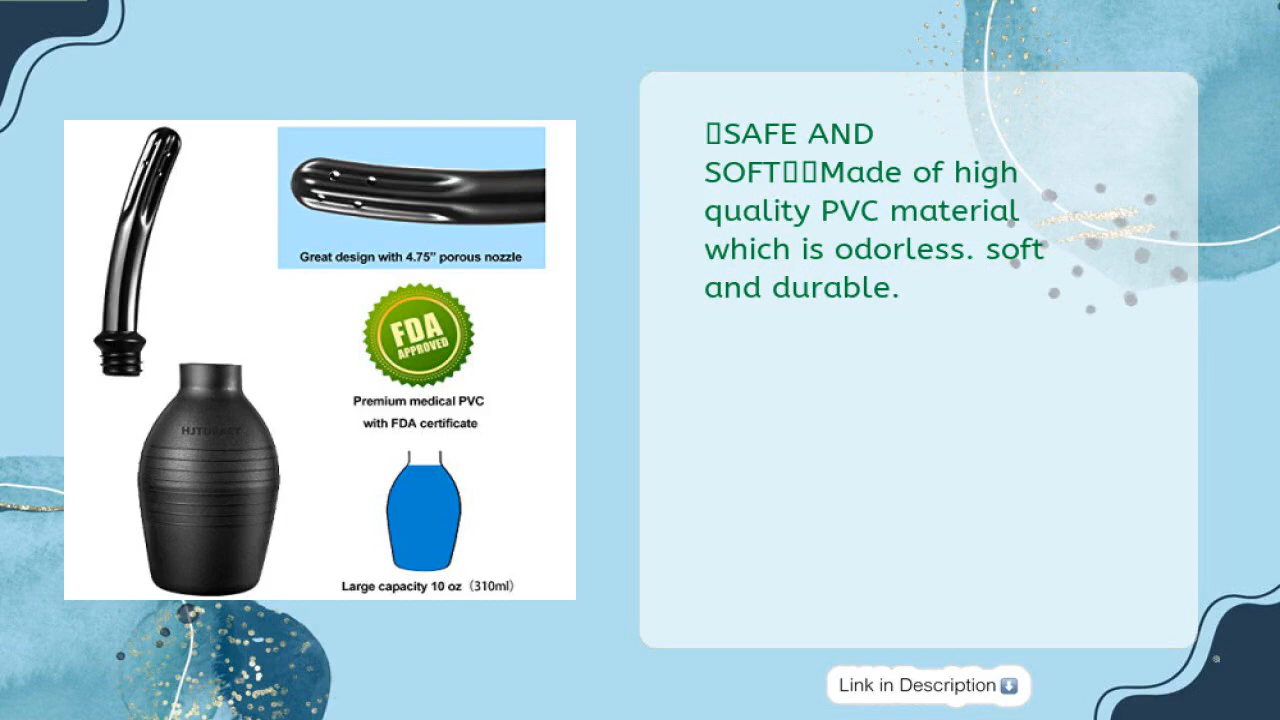 Great design with 4.75” porous nozzle
FDA
APPROVED
Premium medical PVC
with FDA certificate
Large capacity 10 oz（310ml）
SAFE AND
SOFTMade of high
quality PVC material
which is odorless. soft
and durable.
Link in Description